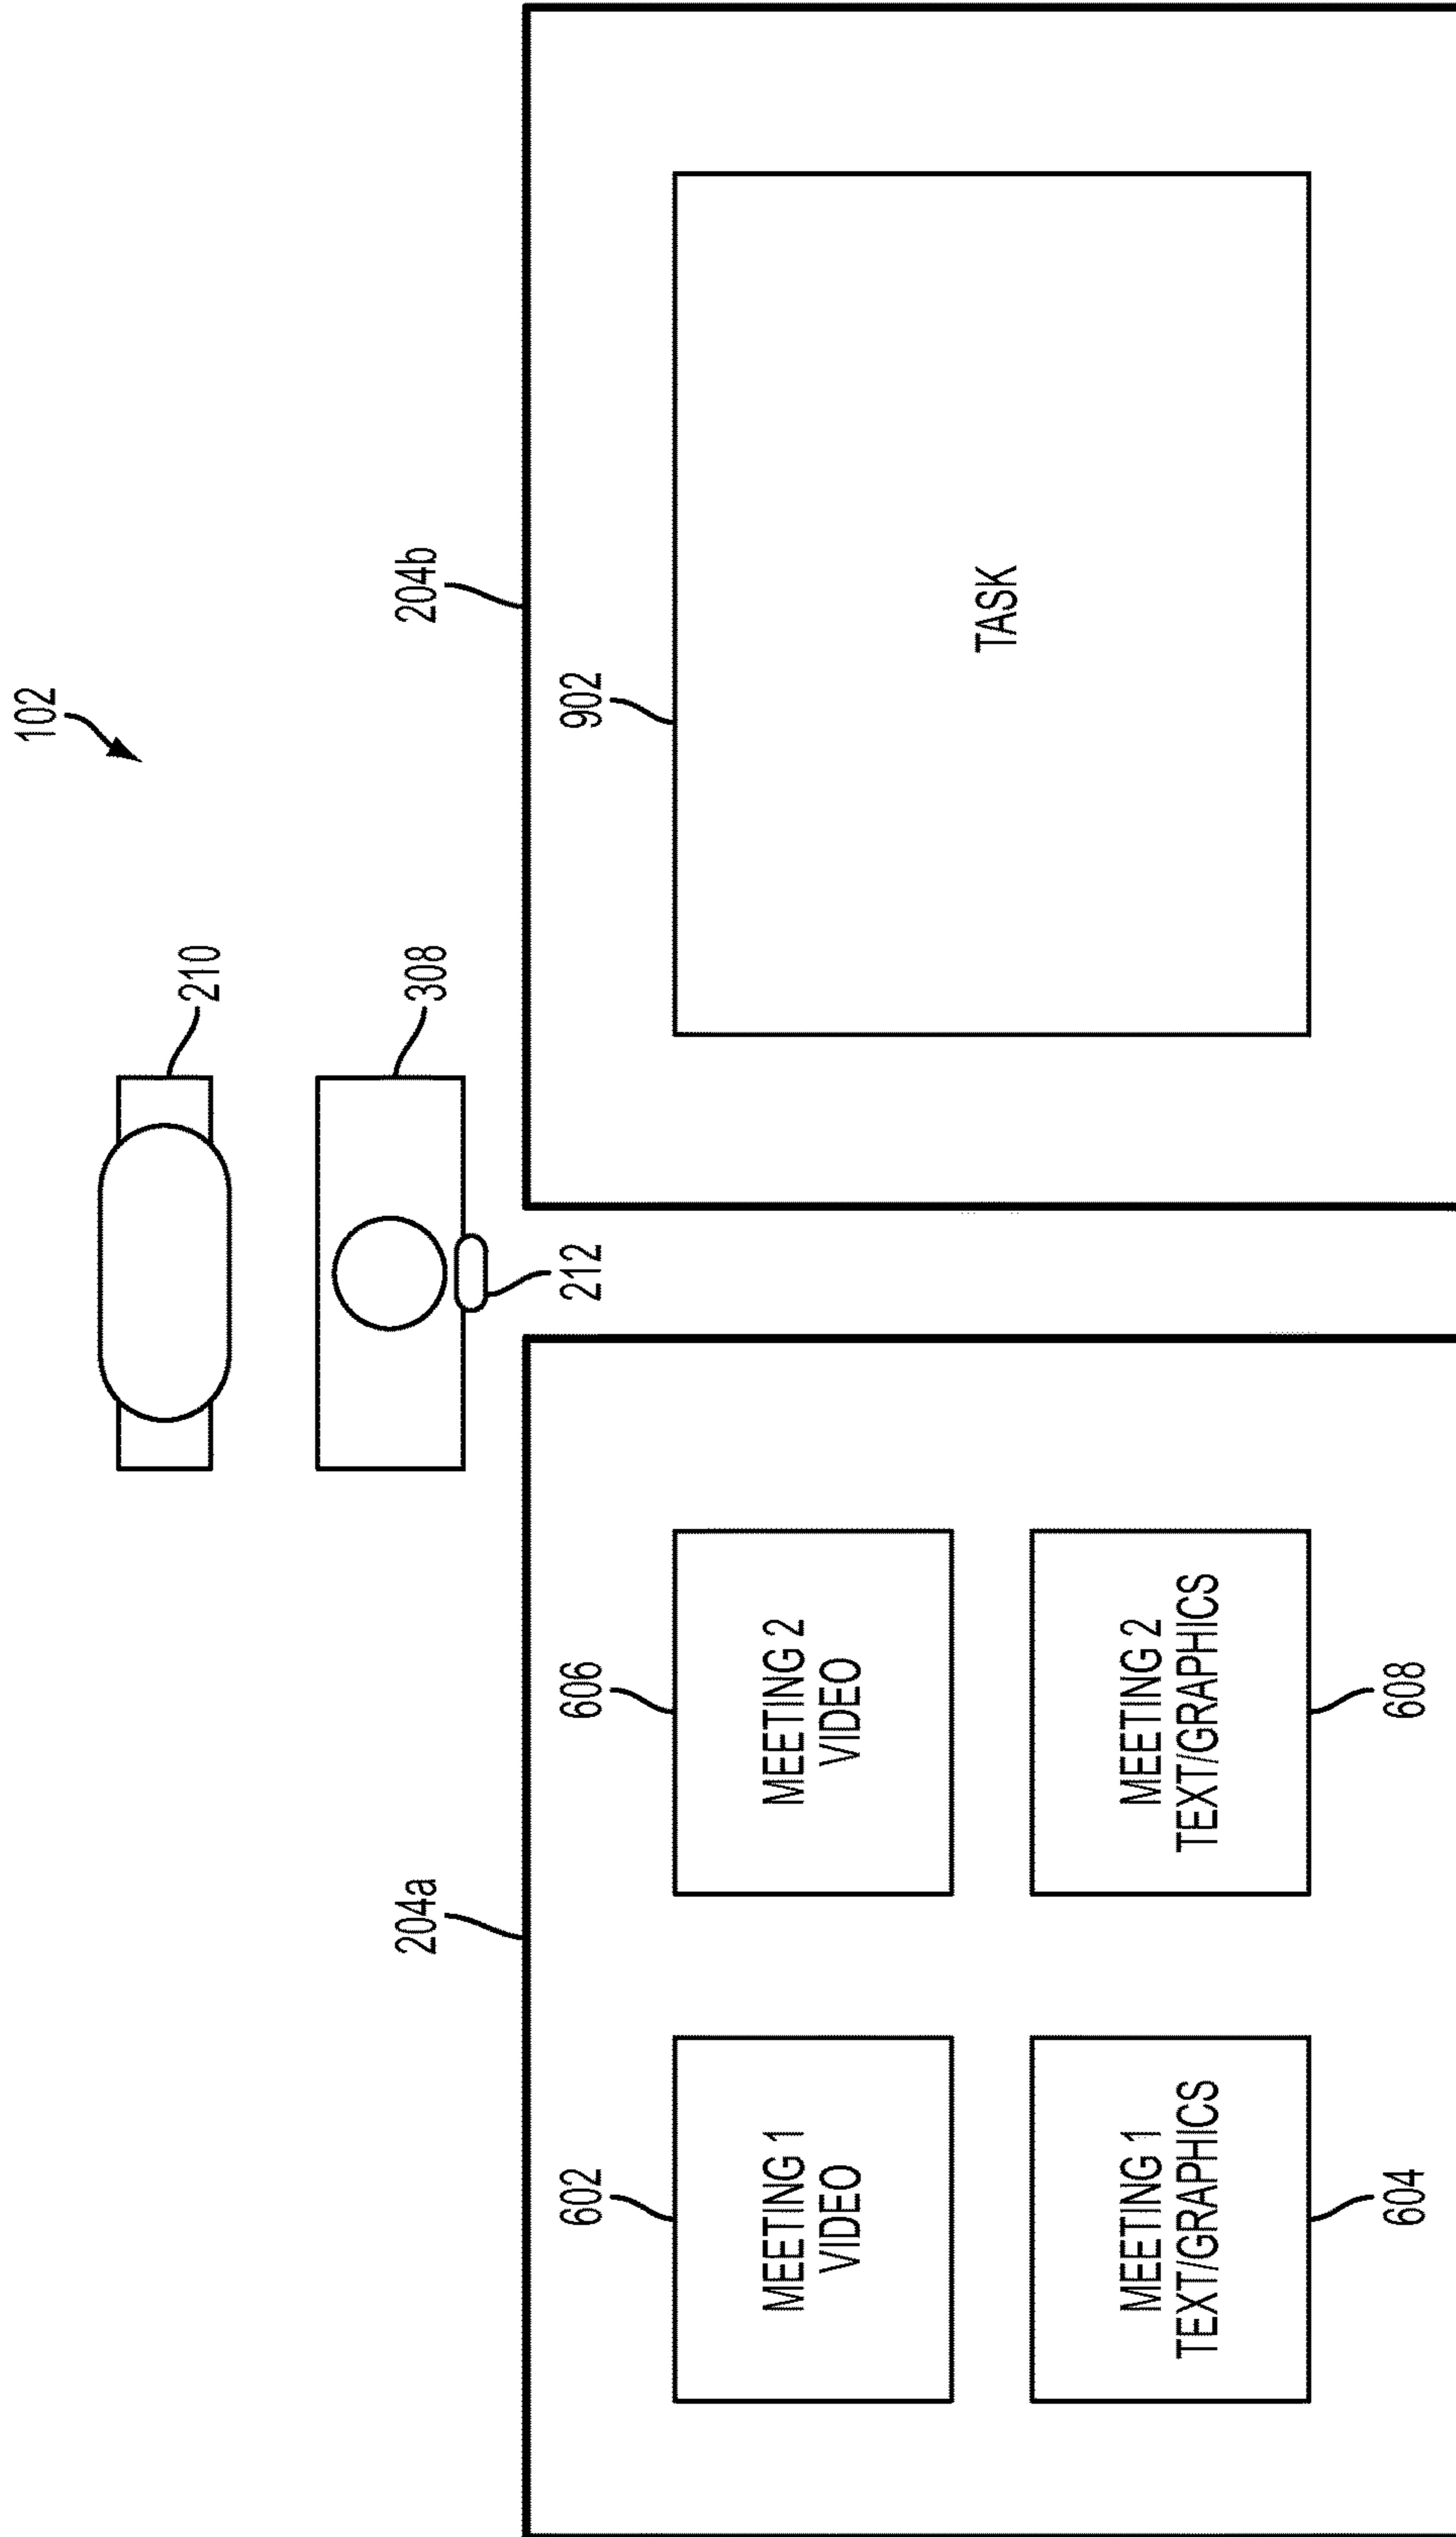 102
210
308
204a
204b
212
602
606
902
MEETING 1
VIDEO
MEETING 2
VIDEO
TASK
MEETING 1
TEXT/GRAPHICS
MEETING 2
TEXT/GRAPHICS
604
608